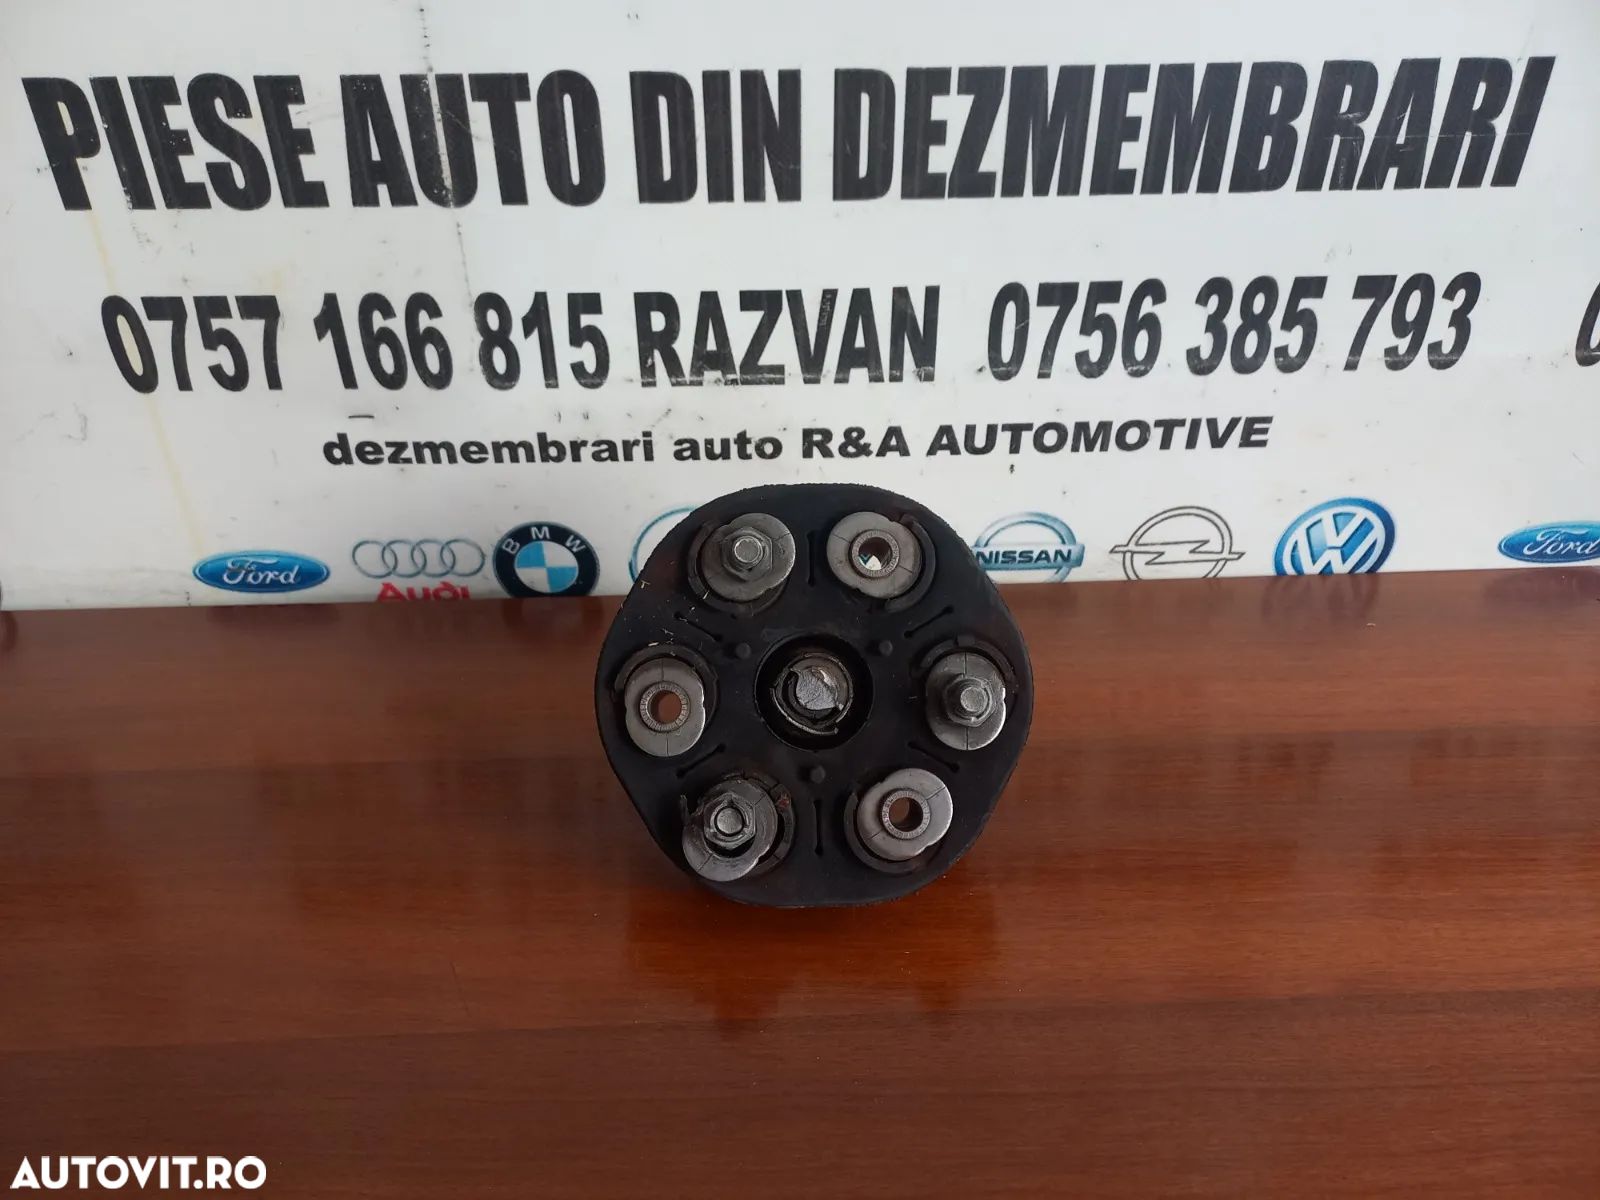 PIESE AUTO DIN DEZMEMBRARI
0757 166 815 RAZVAN 0756 385 793
dezmembrari auto R&A AUTOMOTIVE
Ford Audi BMW NISSAN Ford
AUTOVIT.RO